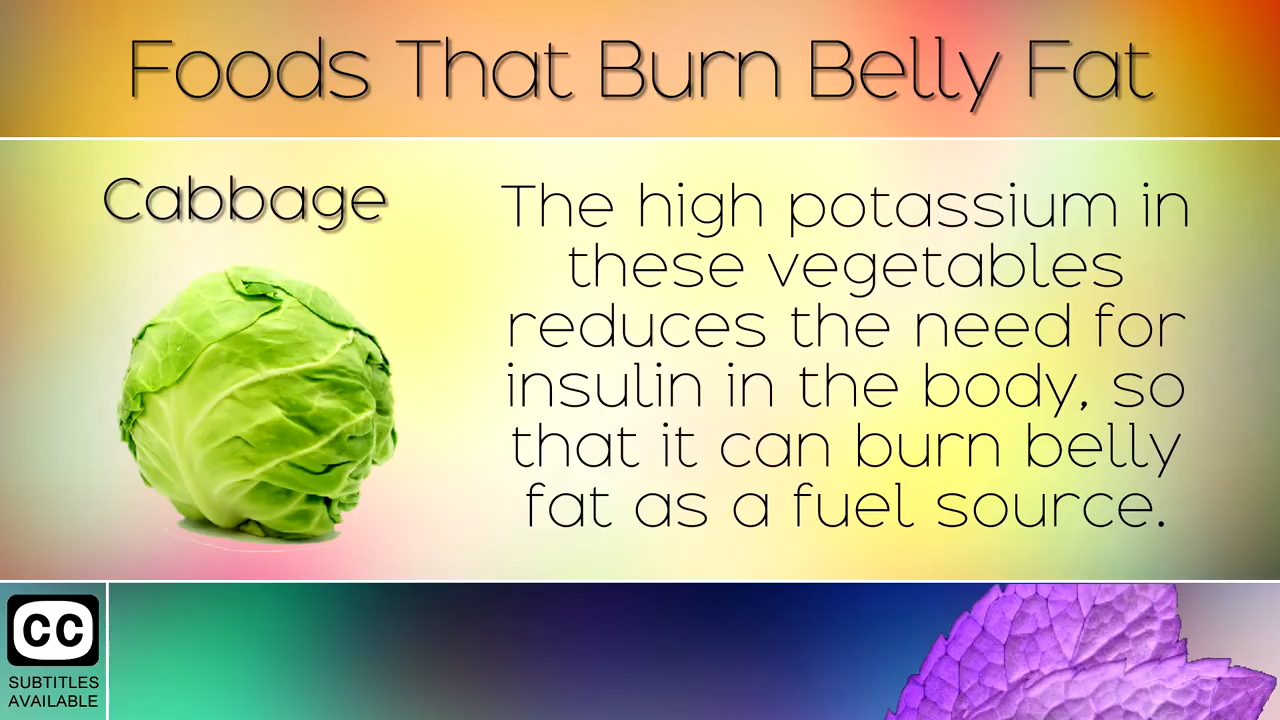 Foods That Burn Belly Fat
Cabbage
The high potassium in
these vegetables
reduces the need for
insulin in the body, so
that it can burn belly
fat as a fuel source.
CC
SUBTITLES
AVAILABLE